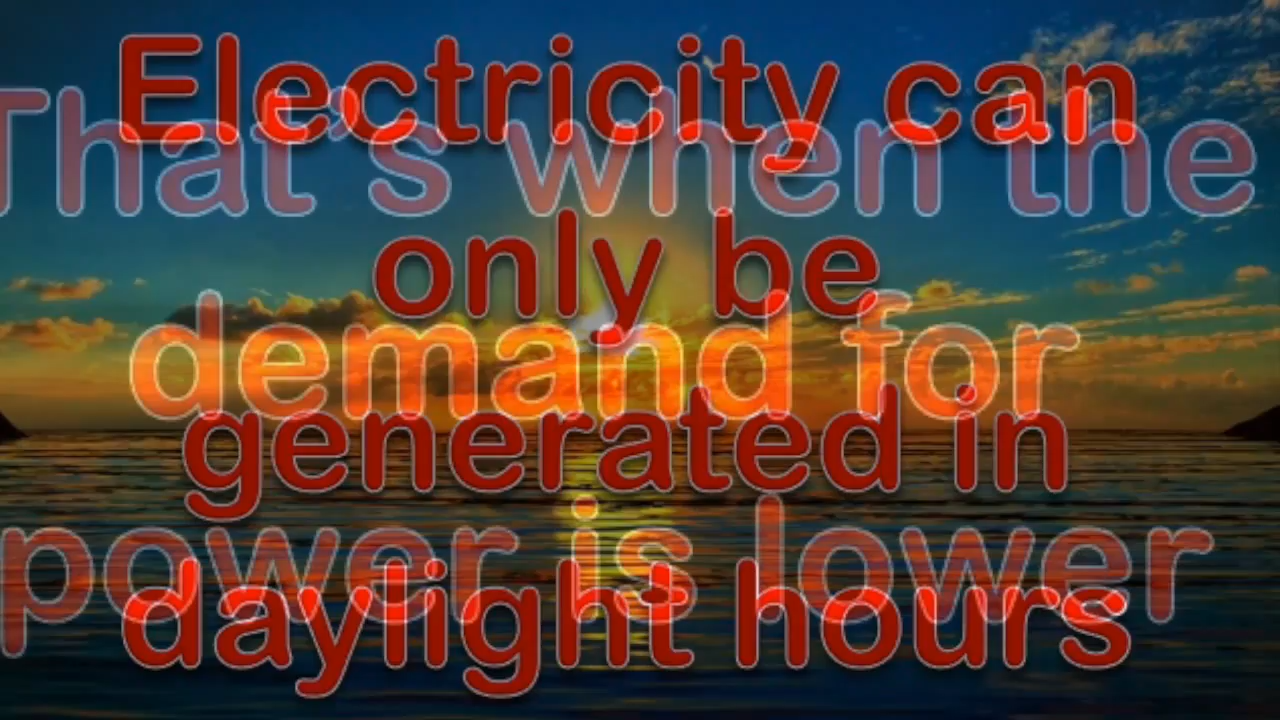 Electricity can
only be
generated in
daylight hours
That's when the
demand for
power is lower